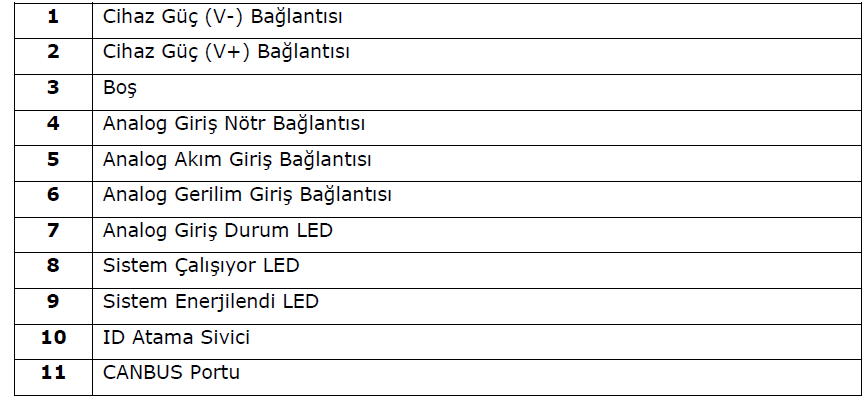 1 Cihaz Güç (V-) Bağlantısı
2 Cihaz Güç (V+) Bağlantısı
3 Boş
4 Analog Giriş Nötr Bağlantısı
5 Analog Akım Giriş Bağlantısı
6 Analog Gerilim Giriş Bağlantısı
7 Analog Giriş Durum LED
8 Sistem Çalışıyor LED
9 Sistem Enerjilendi LED
10 ID Atama Sivici
11 CANBUS Portu